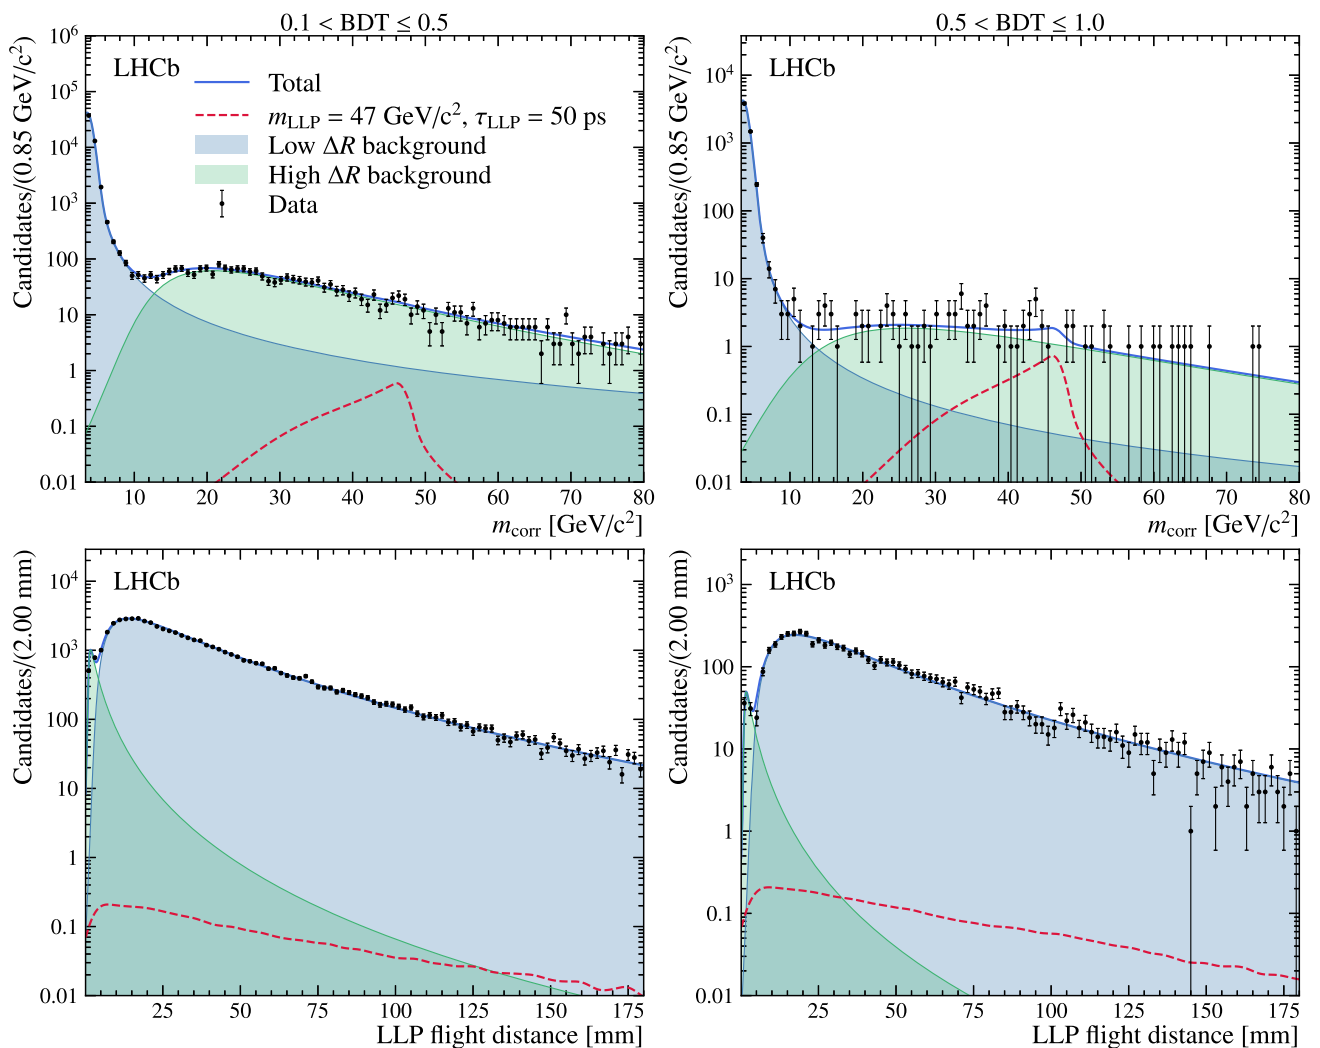 0.1 < BDT ≤ 0.5
0.5 < BDT ≤ 1.0
Candidates/(0.85 GeV/c²)
10⁶
10⁵
10⁴
10³
100
10
1
0.1
0.01
LHCb
Total
m_LLP = 47 GeV/c², τ_LLP = 50 ps
Low ΔR background
High ΔR background
Data
10 20 30 40 50 60 70 80
m_corr [GeV/c²]
Candidates/(0.85 GeV/c²)
10⁴
10³
100
10
1
0.1
0.01
LHCb
10 20 30 40 50 60 70 80
m_corr [GeV/c²]
Candidates/(2.00 mm)
10⁴
10³
100
10
1
0.1
0.01
LHCb
25 50 75 100 125 150 175
LLP flight distance [mm]
Candidates/(2.00 mm)
10³
100
10
1
0.1
0.01
LHCb
25 50 75 100 125 150 175
LLP flight distance [mm]